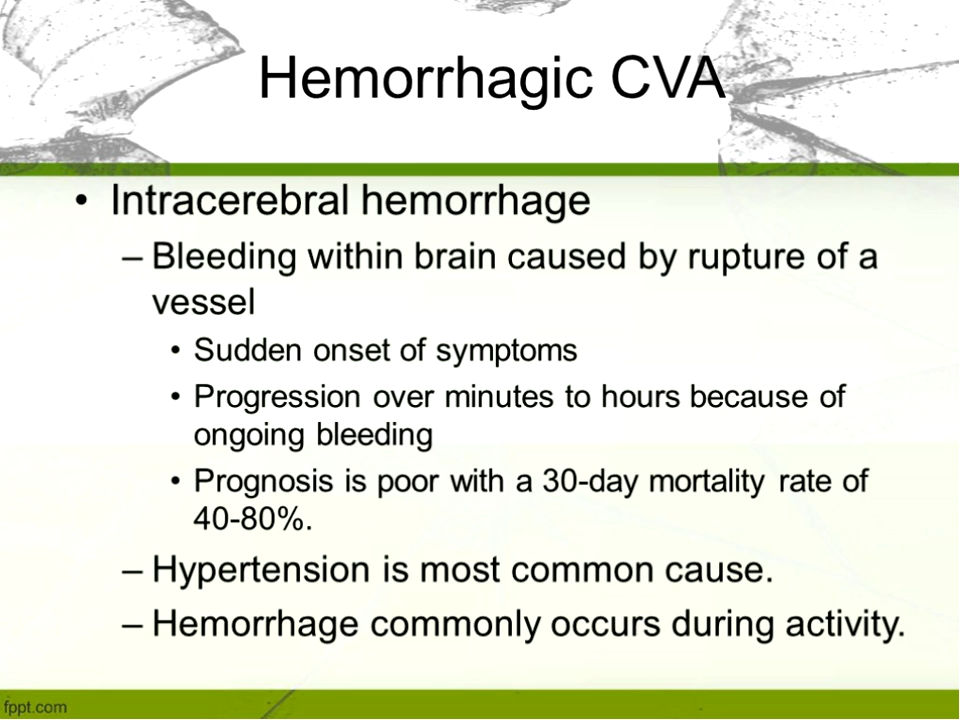 Hemorrhagic CVA
• Intracerebral hemorrhage
– Bleeding within brain caused by rupture of a
vessel
• Sudden onset of symptoms
• Progression over minutes to hours because of
ongoing bleeding
• Prognosis is poor with a 30-day mortality rate of
40-80%.
– Hypertension is most common cause.
– Hemorrhage commonly occurs during activity.
fppt.com